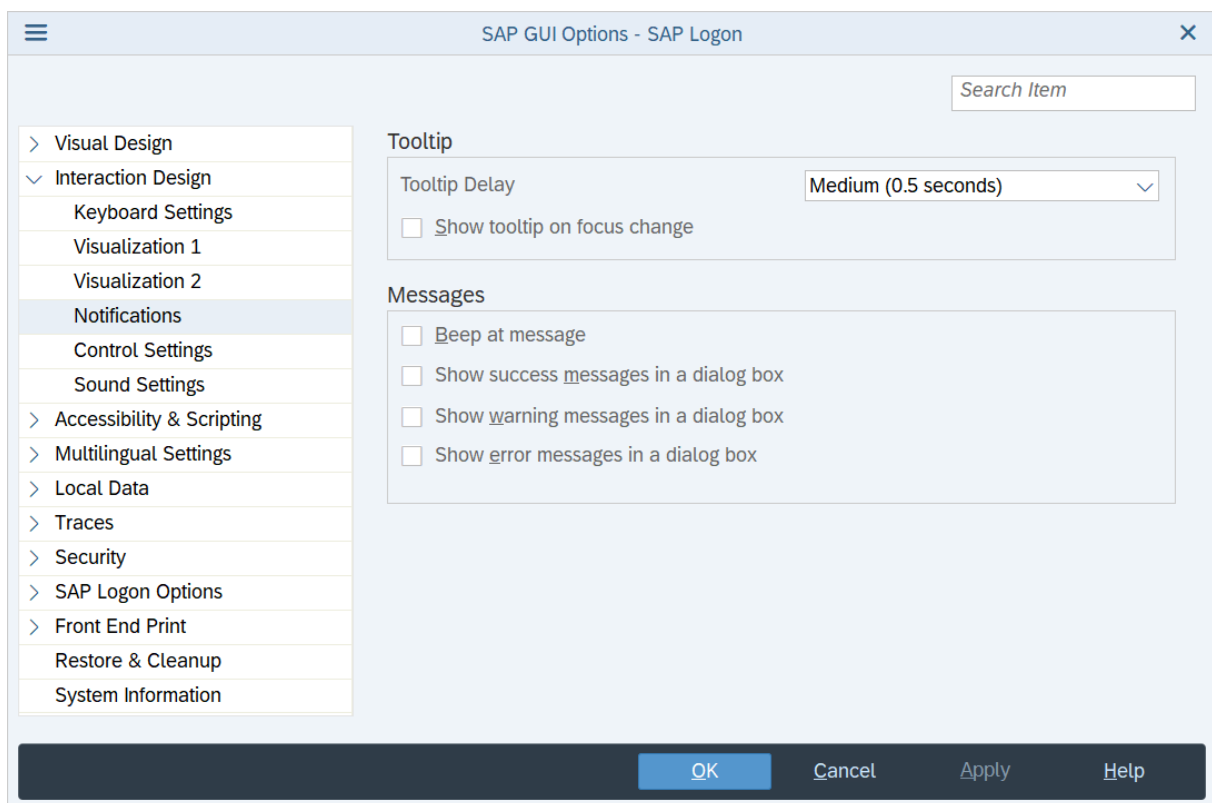 SAP GUI Options - SAP Logon
Search Item
Visual Design
Interaction Design
Keyboard Settings
Visualization 1
Visualization 2
Notifications
Control Settings
Sound Settings
Accessibility & Scripting
Multilingual Settings
Local Data
Traces
Security
SAP Logon Options
Front End Print
Restore & Cleanup
System Information
Tooltip
Tooltip Delay Medium (0.5 seconds)
Show tooltip on focus change
Messages
Beep at message
Show success messages in a dialog box
Show warning messages in a dialog box
Show error messages in a dialog box
OK Cancel Apply Help